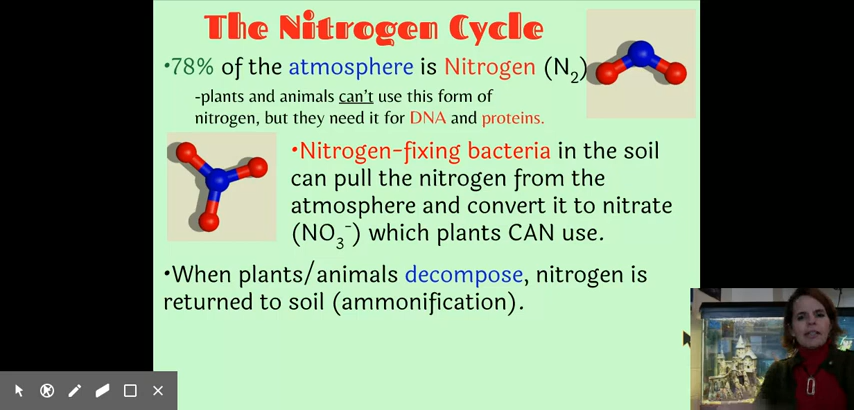 The Nitrogen Cycle
•78% of the atmosphere is Nitrogen (N₂)
-plants and animals can't use this form of
nitrogen, but they need it for DNA and proteins.
•Nitrogen-fixing bacteria in the soil
can pull the nitrogen from the
atmosphere and convert it to nitrate
(NO₃⁻) which plants CAN use.
•When plants/animals decompose, nitrogen is
returned to soil (ammonification).